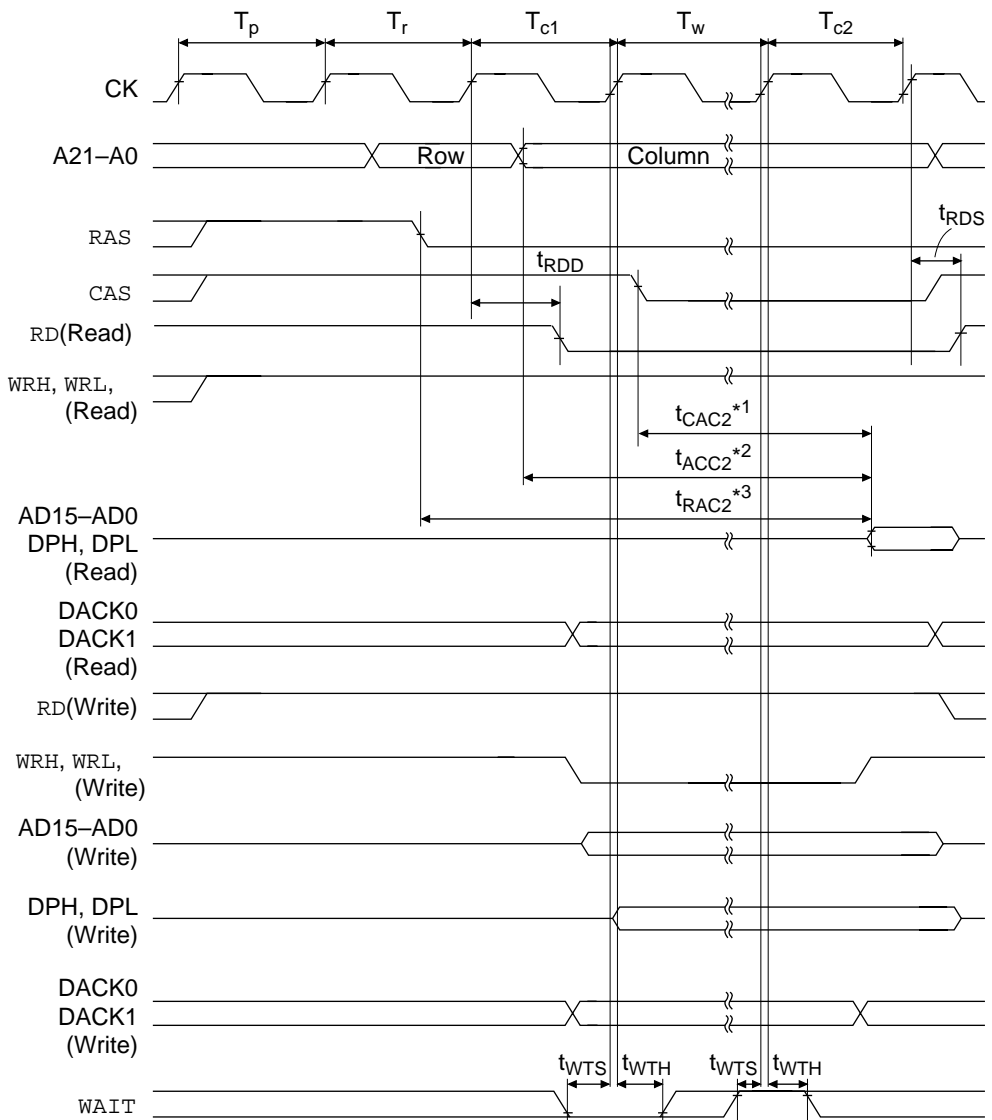 Tp Tr Tc1 Tw Tc2
CK
A21–A0 Row Column
RAS tRDS
tRDD
CAS
RD(Read)
WRH, WRL,
(Read)
tCAC2*1
tACC2*2
tRAC2*3
AD15–AD0
DPH, DPL
(Read)
DACK0
DACK1
(Read)
RD(Write)
WRH, WRL,
(Write)
AD15–AD0
(Write)
DPH, DPL
(Write)
DACK0
DACK1
(Write)
tWTS tWTH tWTS tWTH
WAIT